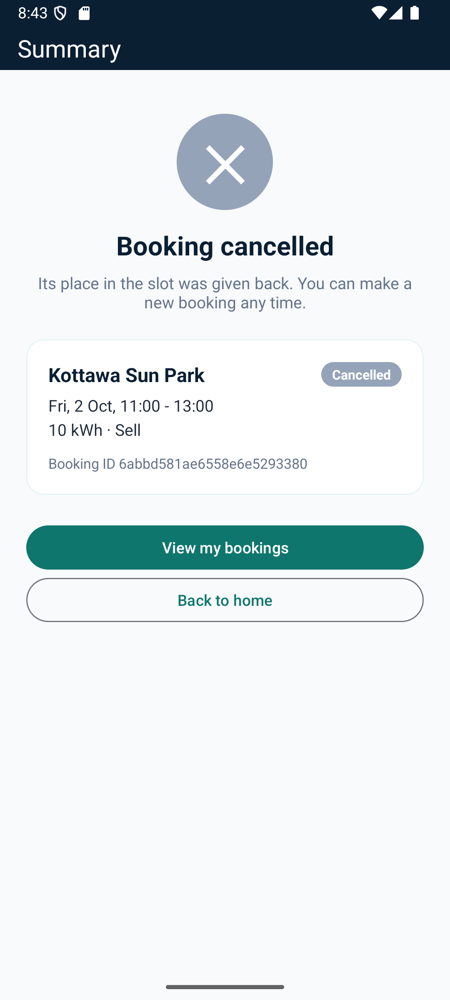 8:43
Summary
Booking cancelled
Its place in the slot was given back. You can make a
new booking any time.
Kottawa Sun Park
Cancelled
Fri, 2 Oct, 11:00 - 13:00
10 kWh · Sell
Booking ID 6abbd581ae6558e6e5293380
View my bookings
Back to home